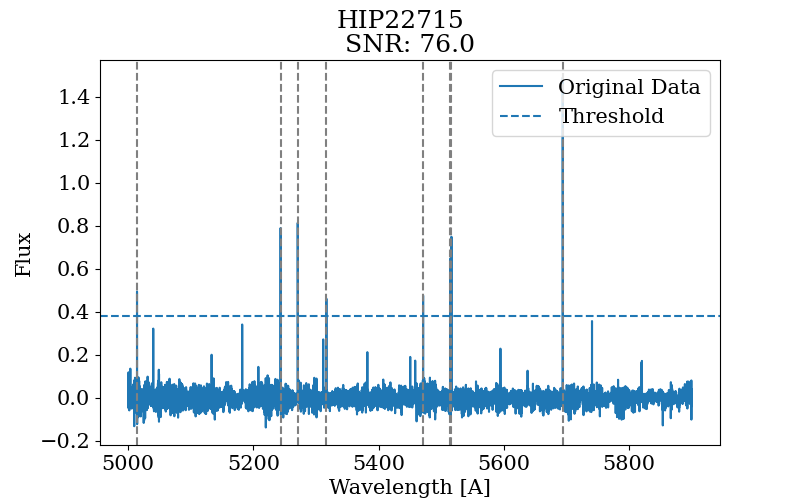 HIP22715
SNR: 76.0
Original Data
Threshold
1.4
1.2
1.0
0.8
0.6
0.4
0.2
0.0
−0.2
Flux
5000 5200 5400 5600 5800
Wavelength [A]